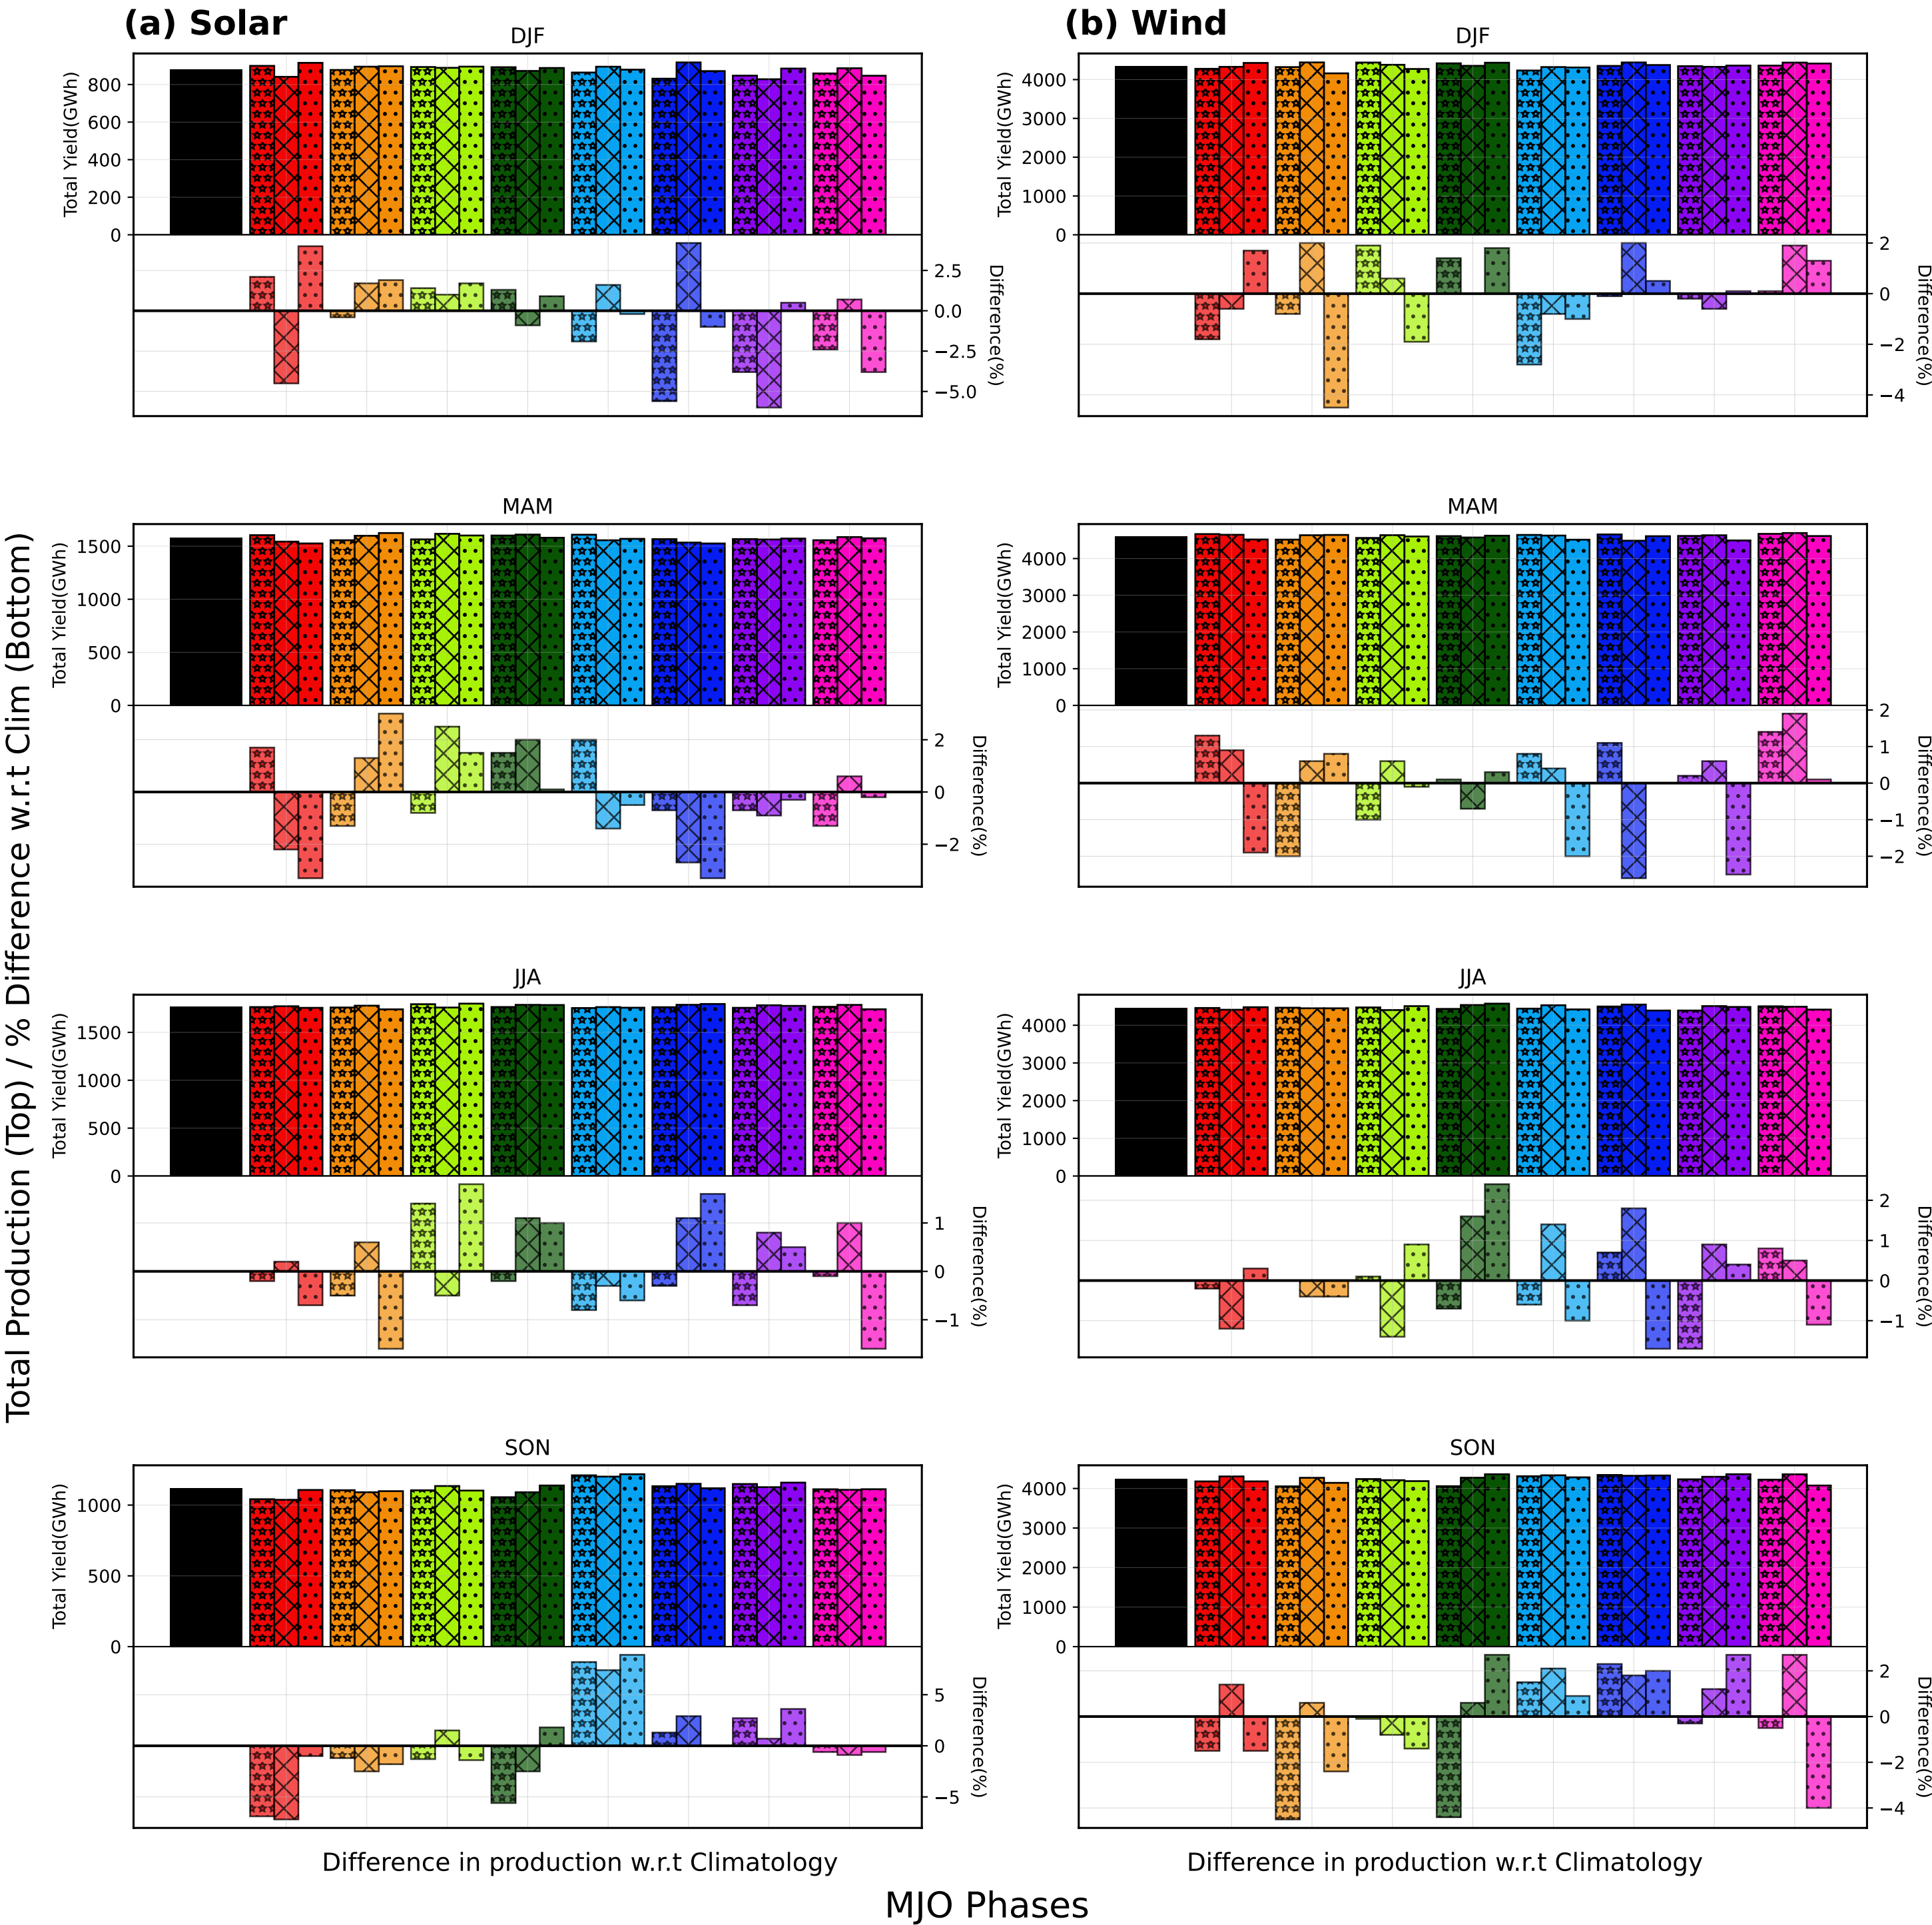 (a) Solar
(b) Wind
Total Production (Top) / % Difference w.r.t Clim (Bottom)
DJF
Total Yield(GWh)
800
600
400
200
0
2.5
0.0
−2.5
−5.0
Difference(%)
DJF
Total Yield(GWh)
4000
3000
2000
1000
0
2
0
−2
−4
Difference(%)
MAM
Total Yield(GWh)
1500
1000
500
0
2
0
−2
Difference(%)
MAM
Total Yield(GWh)
4000
3000
2000
1000
0
2
1
0
−1
−2
Difference(%)
JJA
Total Yield(GWh)
1500
1000
500
0
1
0
−1
Difference(%)
JJA
Total Yield(GWh)
4000
3000
2000
1000
0
2
1
0
−1
Difference(%)
SON
Total Yield(GWh)
1000
500
0
5
0
−5
Difference(%)
SON
Total Yield(GWh)
4000
3000
2000
1000
0
2
0
−2
−4
Difference(%)
Difference in production w.r.t Climatology
Difference in production w.r.t Climatology
MJO Phases